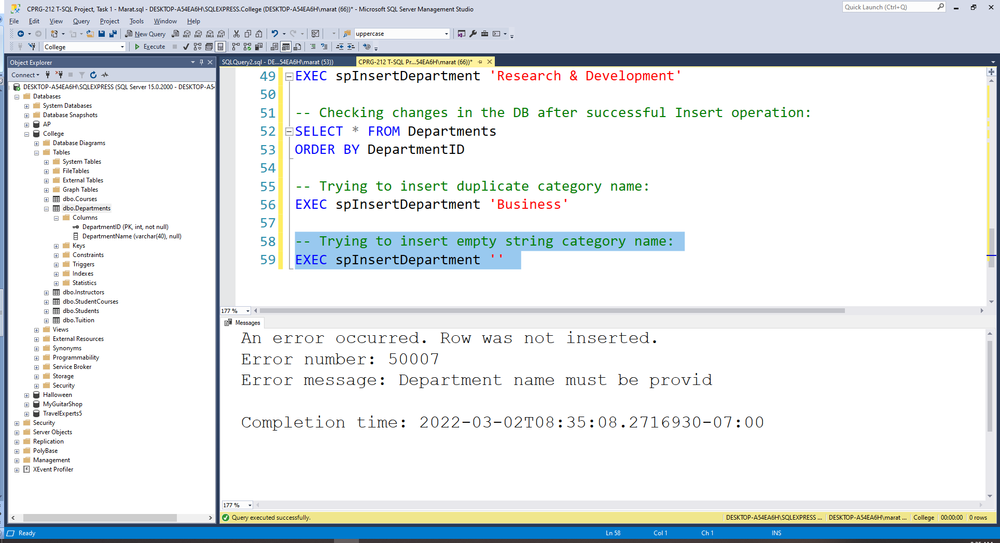 CPRG-212 T-SQL Project, Task 1 - Marat.sql - DESKTOP-A54EA6H\SQLEXPRESS.College (DESKTOP-A54EA6H\marat (66))* - Microsoft SQL Server Management Studio
Quick Launch (Ctrl+Q)
File Edit View Query Project Tools Window Help
New Query MDX DMX XMLA DAX uppercase
College Execute
Object Explorer
Connect
DESKTOP-A54EA6H\SQLEXPRESS (SQL Server 15.0.2000 - DESKTOP-A54
Databases
System Databases
Database Snapshots
AP
College
Database Diagrams
Tables
System Tables
FileTables
External Tables
Graph Tables
dbo.Courses
dbo.Departments
Columns
DepartmentID (PK, int, not null)
DepartmentName (varchar(40), null)
Keys
Constraints
Triggers
Indexes
Statistics
dbo.Instructors
dbo.StudentCourses
dbo.Students
dbo.Tuition
Views
External Resources
Synonyms
Programmability
Service Broker
Storage
Security
Halloween
MyGuitarShop
TravelExperts5
Security
Server Objects
Replication
PolyBase
Management
XEvent Profiler
SQLQuery2.sql - DE...54EA6H\marat (53))
CPRG-212 T-SQL Pr...54EA6H\marat (66))*
49 EXEC spInsertDepartment 'Research & Development'
50
51 -- Checking changes in the DB after successful Insert operation:
52 SELECT * FROM Departments
53 ORDER BY DepartmentID
54
55 -- Trying to insert duplicate category name:
56 EXEC spInsertDepartment 'Business'
57
58 -- Trying to insert empty string category name:
59 EXEC spInsertDepartment ''
177 %
Messages
An error occurred. Row was not inserted.
Error number: 50007
Error message: Department name must be provid
Completion time: 2022-03-02T08:35:08.2716930-07:00
177 %
Query executed successfully.
DESKTOP-A54EA6H\SQLEXPRESS ... DESKTOP-A54EA6H\marat ... College 00:00:00 0 rows
Ready Ln 58 Col 1 Ch 1 INS